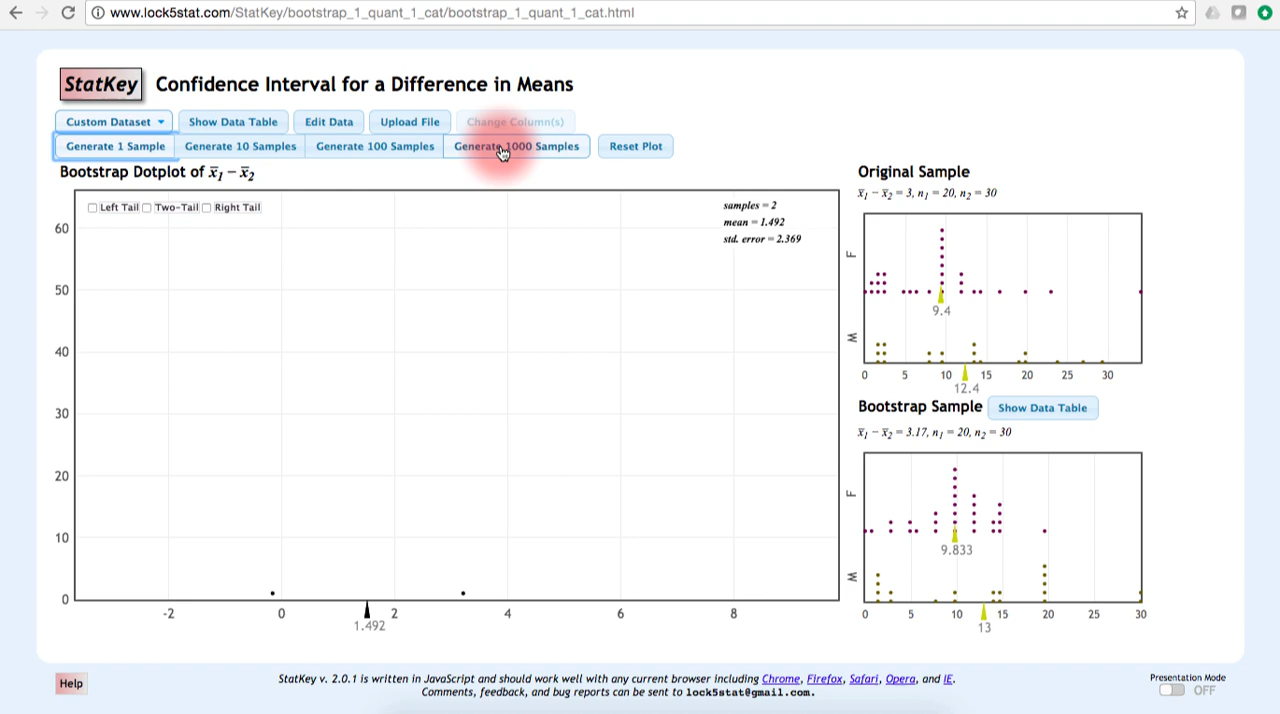 www.lock5stat.com/StatKey/bootstrap_1_quant_1_cat/bootstrap_1_quant_1_cat.html
StatKey Confidence Interval for a Difference in Means
Custom Dataset Show Data Table Edit Data Upload File Change Column(s)
Generate 1 Sample Generate 10 Samples Generate 100 Samples Generate 1000 Samples Reset Plot
Bootstrap Dotplot of x̅₁ − x̅₂
Left Tail Two-Tail Right Tail
samples = 2
mean = 1.492
std. error = 2.369
60
50
40
30
20
10
0
-2 0 2 4 6 8
1.492
Original Sample
x̅₁ − x̅₂ = 3, n₁ = 20, n₂ = 30
F
9.4
M
0 5 10 15 20 25 30
12.4
Bootstrap Sample Show Data Table
x̅₁ − x̅₂ = 3.17, n₁ = 20, n₂ = 30
F
9.833
M
0 5 10 15 20 25 30
13
Help
StatKey v. 2.0.1 is written in JavaScript and should work well with any current browser including Chrome, Firefox, Safari, Opera, and IE.
Comments, feedback, and bug reports can be sent to lock5stat@gmail.com.
Presentation Mode
OFF